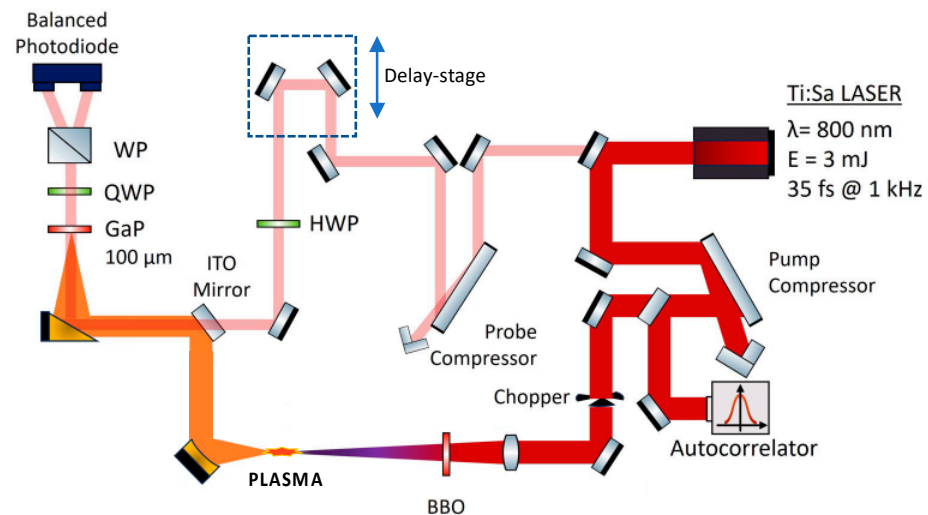 Balanced
Photodiode
WP
QWP
GaP
100 µm
ITO
Mirror
HWP
Delay-stage
Ti:Sa LASER
λ= 800 nm
E = 3 mJ
35 fs @ 1 kHz
Pump
Compressor
Probe
Compressor
Chopper
Autocorrelator
PLASMA
BBO